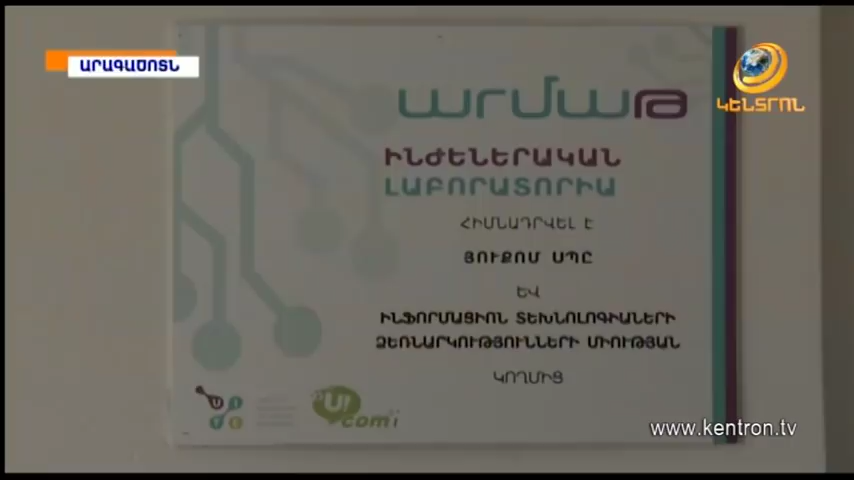 ԱՐԱԳԱԾՈՏՆ
ԿԵՆՏՐՈՆ
արմաթ
ԻՆԺԵՆԵՐԱԿԱՆ
ԼԱԲՈՐԱՏՈՐԻԱ
ՀԻՄՆԱԴՐՎԵԼ Է
ՅՈՒՔՈՄ ՍՊԸ
ԵՎ
ԻՆՖՈՐՄԱՑԻՈՆ ՏԵԽՆՈԼՈԳԻԱՆԵՐԻ
ՁԵՌՆԱՐԿՈՒԹՅՈՒՆՆԵՐԻ ՄԻՈՒԹՅԱՆ
ԿՈՂՄԻՑ
U I
T E
U!
com
www.kentron.tv